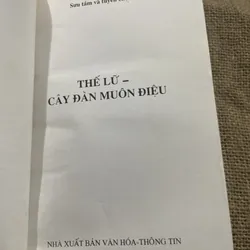 Sưu tầm và tuyển
THẾ LỮ –
CÂY ĐÀN MUÔN ĐIỆU
NHÀ XUẤT BẢN VĂN HÓA-THÔNG TIN